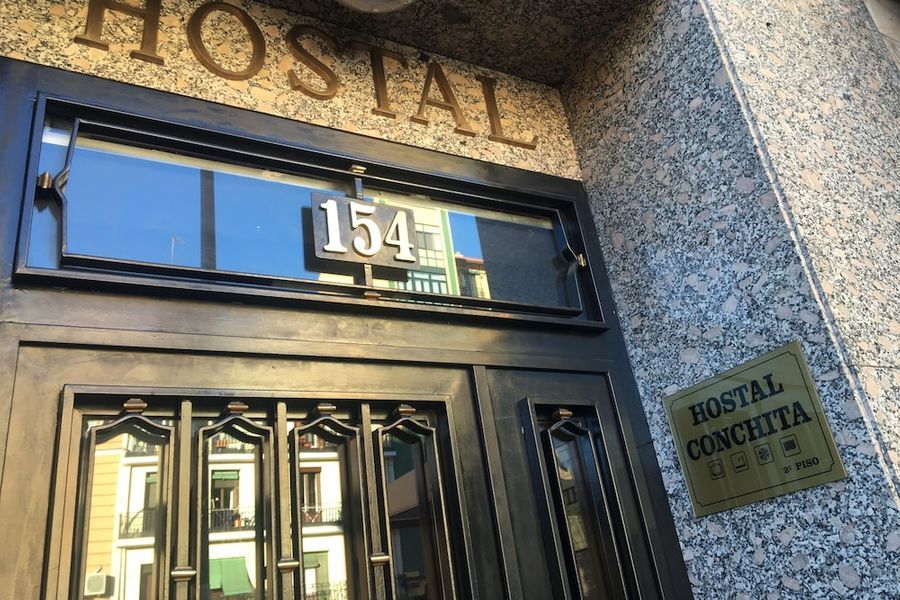 HOSTAL
154
HOSTAL
CONCHITA
2º PISO